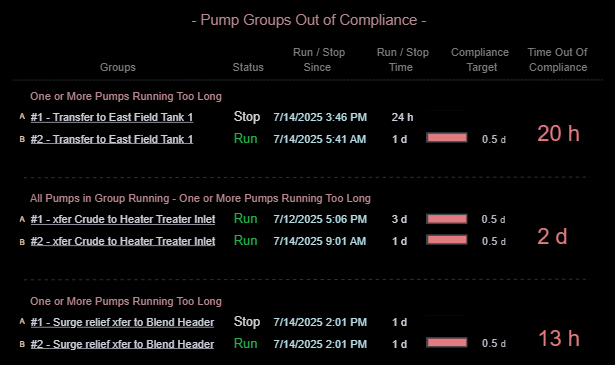 - Pump Groups Out of Compliance -
Run / Stop Run / Stop Compliance Time Out Of
Groups Status Since Time Target Compliance
One or More Pumps Running Too Long
A #1 - Transfer to East Field Tank 1 Stop 7/14/2025 3:46 PM 24 h
B #2 - Transfer to East Field Tank 1 Run 7/14/2025 5:41 AM 1 d 0.5 d 20 h
All Pumps in Group Running - One or More Pumps Running Too Long
A #1 - xfer Crude to Heater Treater Inlet Run 7/12/2025 5:06 PM 3 d 0.5 d
B #2 - xfer Crude to Heater Treater Inlet Run 7/14/2025 9:01 AM 1 d 0.5 d 2 d
One or More Pumps Running Too Long
A #1 - Surge relief xfer to Blend Header Stop 7/14/2025 2:01 PM 1 d
B #2 - Surge relief xfer to Blend Header Run 7/14/2025 2:01 PM 1 d 0.5 d 13 h